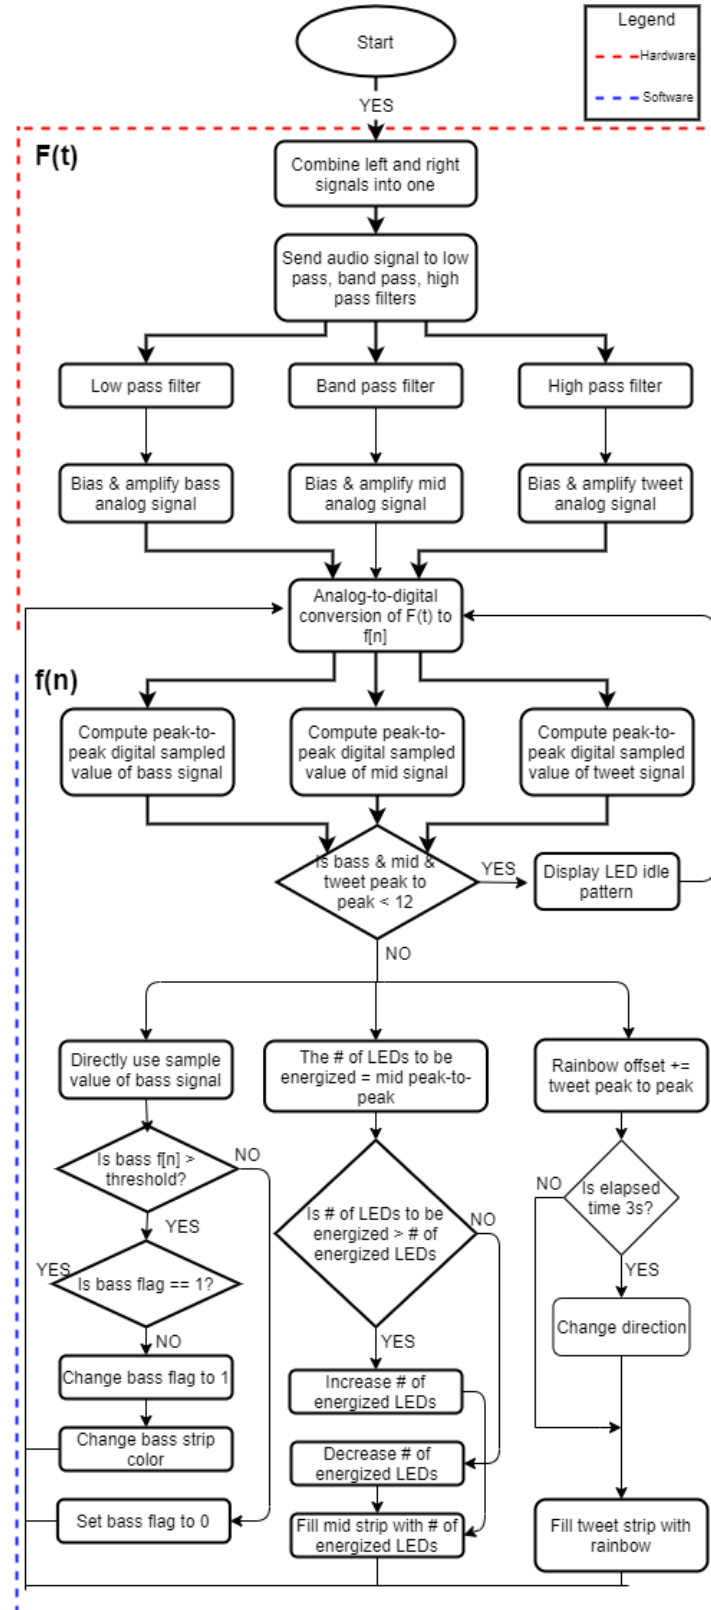 Start
Legend
Hardware
Software
YES
F(t)
Combine left and right
signals into one
Send audio signal to low
pass, band pass, high
pass filters
Low pass filter
Band pass filter
High pass filter
Bias & amplify bass
analog signal
Bias & amplify mid
analog signal
Bias & amplify tweet
analog signal
Analog-to-digital
conversion of F(t) to
f[n]
f(n)
Compute peak-to-
peak digital sampled
value of bass signal
Compute peak-to-
peak digital sampled
value of mid signal
Compute peak-to-
peak digital sampled
value of tweet signal
Is bass & mid &
tweet peak to
peak < 12
YES
Display LED idle
pattern
NO
Directly use sample
value of bass signal
Is bass f[n] >
threshold?
NO
YES
Is bass flag == 1?
YES
NO
Change bass flag to 1
Change bass strip
color
Set bass flag to 0
The # of LEDs to be
energized = mid peak-to-
peak
Is # of LEDs to be
energized > # of
energized LEDs
NO
YES
Increase # of
energized LEDs
Decrease # of
energized LEDs
Fill mid strip with # of
energized LEDs
Rainbow offset +=
tweet peak to peak
Is elapsed
time 3s?
NO
YES
Change direction
Fill tweet strip with
rainbow